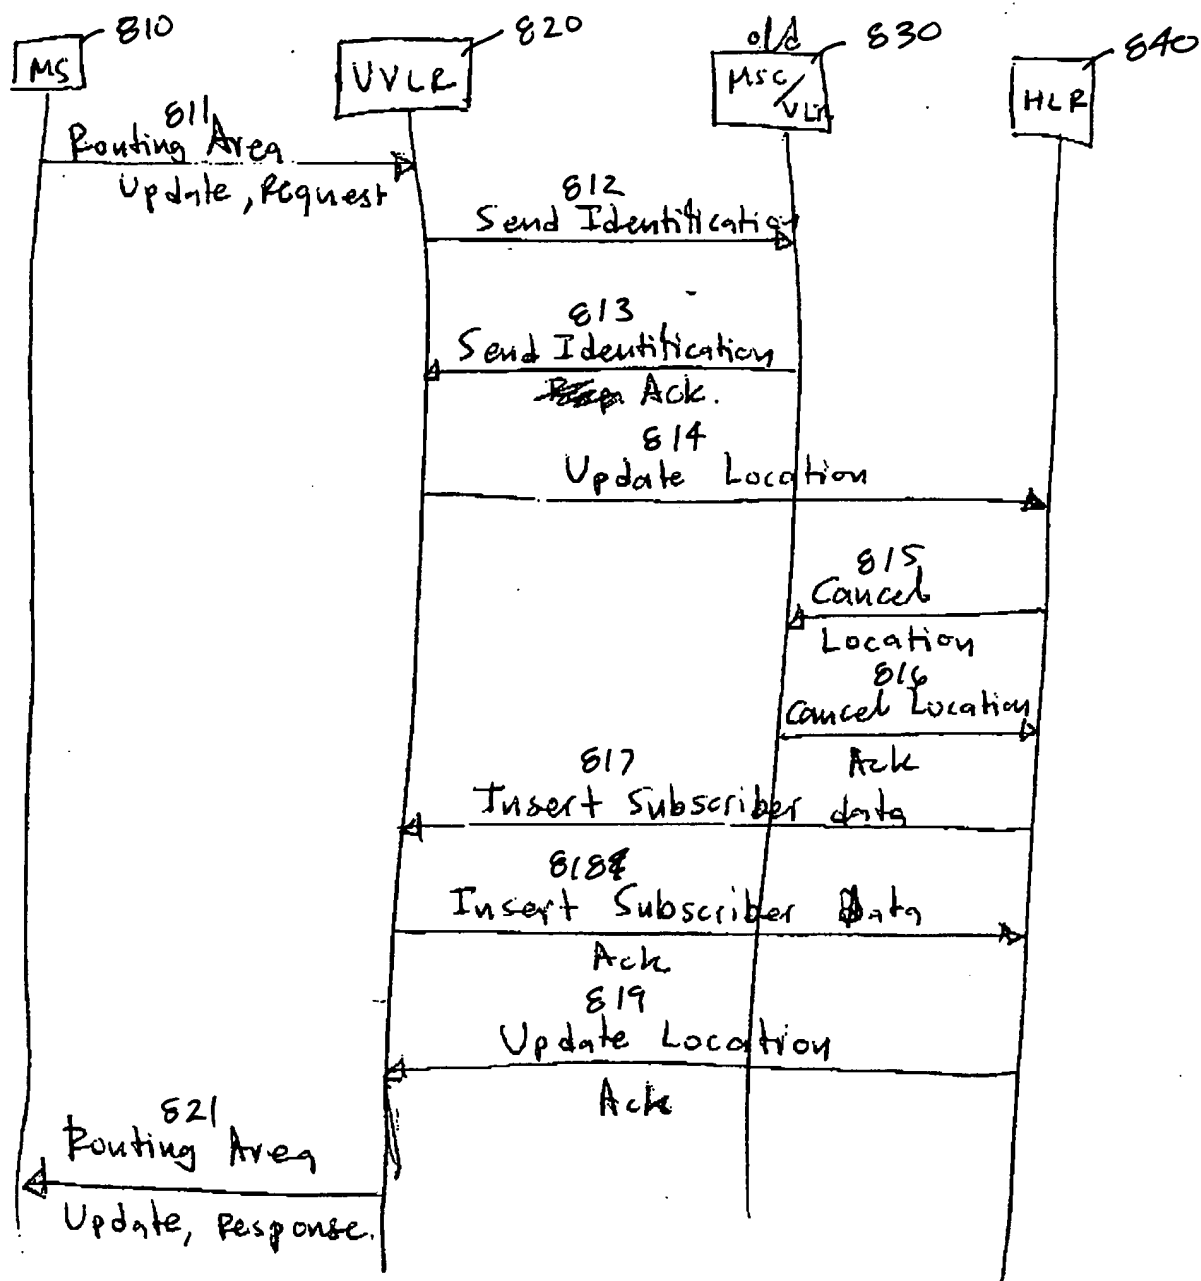 810
820
old
830
840
MS
UVLR
MSC/
VLR
HLR
811
Routing Area
Update, Request
812
Send Identification
813
Send Identification
Ack.
814
Update Location
815
Cancel
Location
816
Cancel Location
Ack
817
Insert Subscriber data
818
Insert Subscriber Data
Ack
819
Update Location
Ack
821
Routing Area
Update, Response.